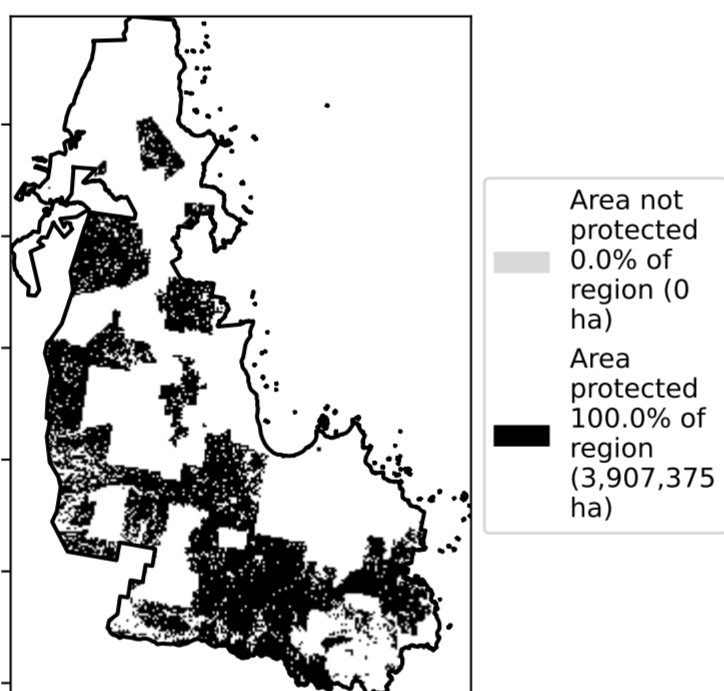 Area not
protected
0.0% of
region (0
ha)
Area
protected
100.0% of
region
(3,907,375
ha)